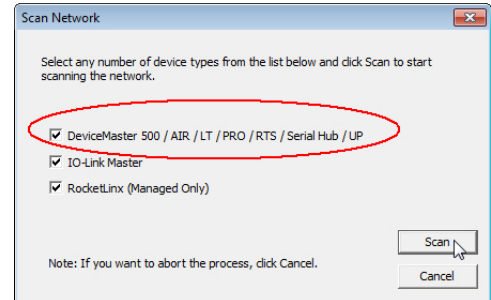 Scan Network
Select any number of device types from the list below and click Scan to start
scanning the network.
DeviceMaster 500 / AIR / LT / PRO / RTS / Serial Hub / UP
IO-Link Master
RocketLinx (Managed Only)
Scan
Note: If you want to abort the process, click Cancel.
Cancel